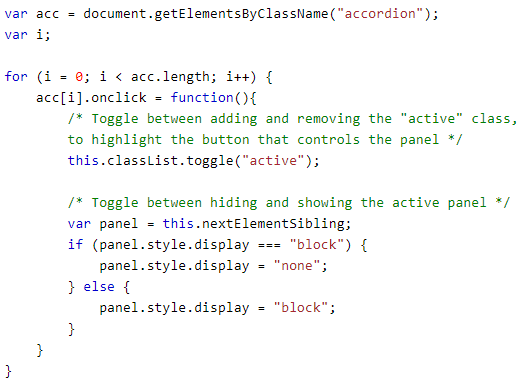 var acc = document.getElementsByClassName("accordion");
var i;

for (i = 0; i < acc.length; i++) {
    acc[i].onclick = function(){
        /* Toggle between adding and removing the "active" class,
        to highlight the button that controls the panel */
        this.classList.toggle("active");

        /* Toggle between hiding and showing the active panel */
        var panel = this.nextElementSibling;
        if (panel.style.display === "block") {
            panel.style.display = "none";
        } else {
            panel.style.display = "block";
        }
    }
}